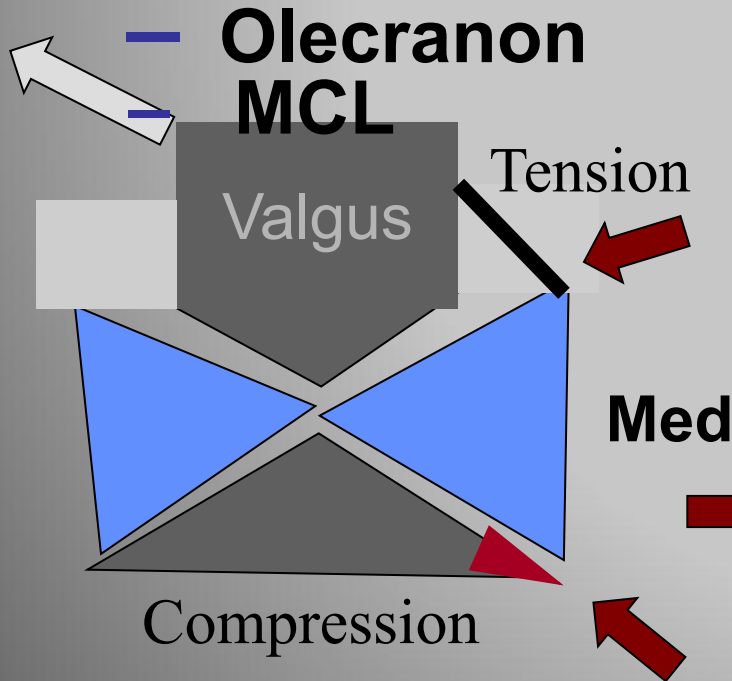 – Olecranon
– MCL
Tension
Valgus
Med
Compression